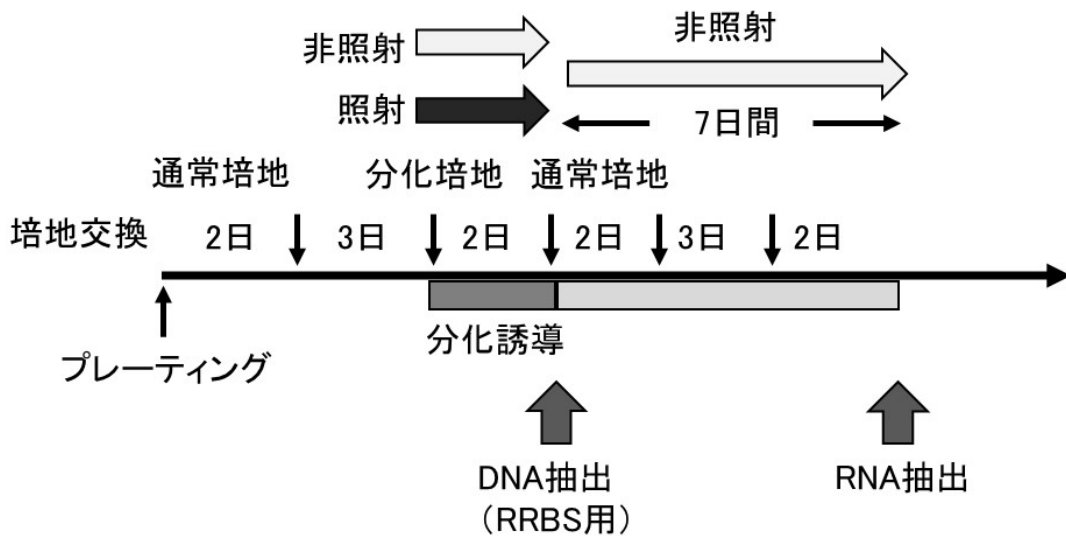 非照射
非照射
照射
7日間
通常培地
分化培地
通常培地
培地交換
2日
3日
2日
2日
3日
2日
分化誘導
プレーティング
DNA抽出
（RRBS用）
RNA抽出